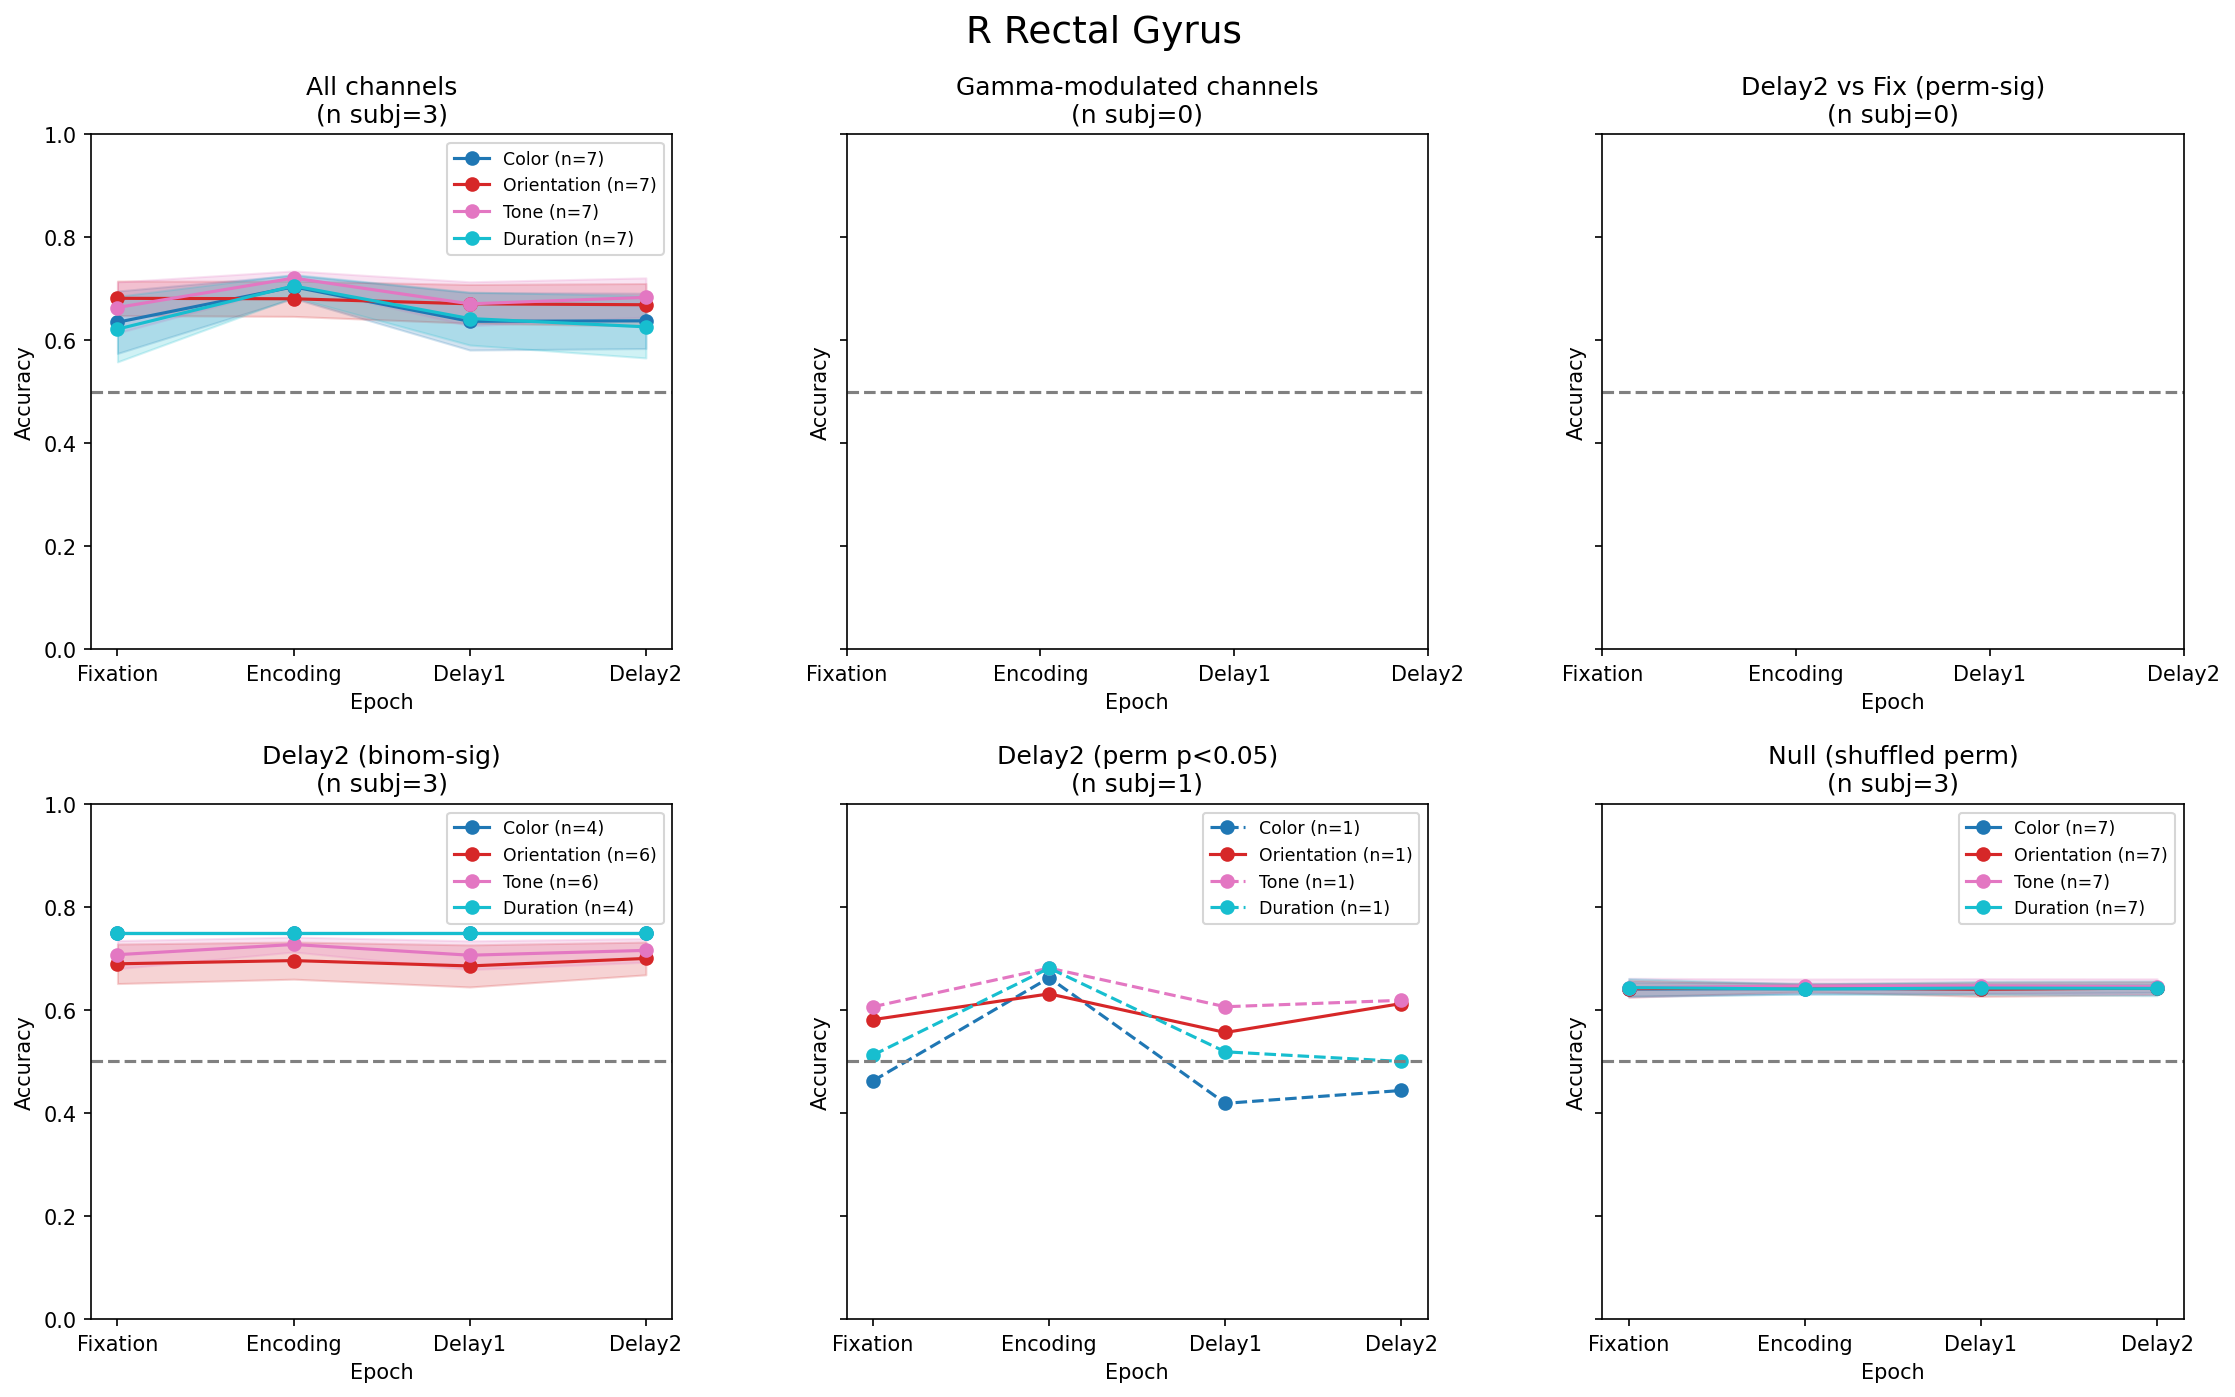 R Rectal Gyrus
All channels
(n subj=3)
1.0
0.8
0.6
0.4
0.2
0.0
Accuracy
Color (n=7)
Orientation (n=7)
Tone (n=7)
Duration (n=7)
Fixation Encoding Delay1 Delay2
Epoch
Gamma-modulated channels
(n subj=0)
Accuracy
Fixation Encoding Delay1 Delay2
Epoch
Delay2 vs Fix (perm-sig)
(n subj=0)
Accuracy
Fixation Encoding Delay1 Delay2
Epoch
Delay2 (binom-sig)
(n subj=3)
1.0
0.8
0.6
0.4
0.2
0.0
Accuracy
Color (n=4)
Orientation (n=6)
Tone (n=6)
Duration (n=4)
Fixation Encoding Delay1 Delay2
Epoch
Delay2 (perm p<0.05)
(n subj=1)
Accuracy
Color (n=1)
Orientation (n=1)
Tone (n=1)
Duration (n=1)
Fixation Encoding Delay1 Delay2
Epoch
Null (shuffled perm)
(n subj=3)
Accuracy
Color (n=7)
Orientation (n=7)
Tone (n=7)
Duration (n=7)
Fixation Encoding Delay1 Delay2
Epoch